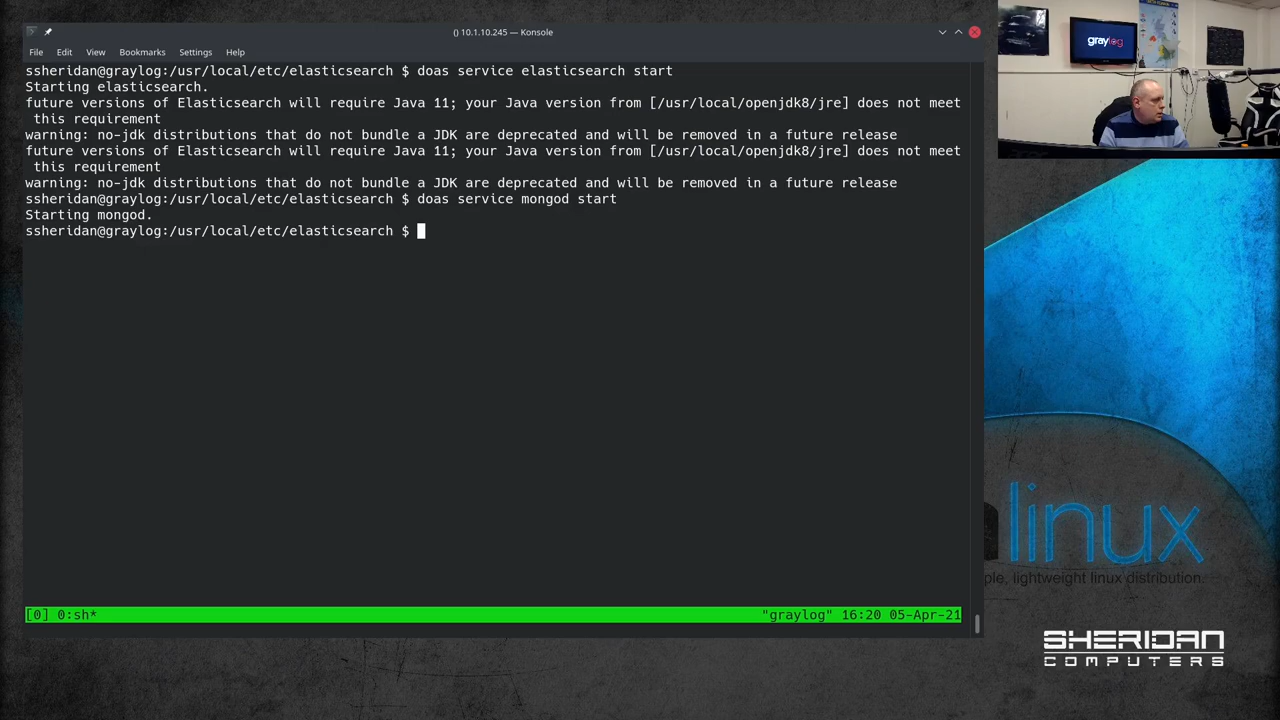 () 10.1.10.245 — Konsole
File Edit View Bookmarks Settings Help
ssheridan@graylog:/usr/local/etc/elasticsearch $ doas service elasticsearch start
Starting elasticsearch.
future versions of Elasticsearch will require Java 11; your Java version from [/usr/local/openjdk8/jre] does not meet
this requirement
warning: no-jdk distributions that do not bundle a JDK are deprecated and will be removed in a future release
future versions of Elasticsearch will require Java 11; your Java version from [/usr/local/openjdk8/jre] does not meet
this requirement
warning: no-jdk distributions that do not bundle a JDK are deprecated and will be removed in a future release
ssheridan@graylog:/usr/local/etc/elasticsearch $ doas service mongod start
Starting mongod.
ssheridan@graylog:/usr/local/etc/elasticsearch $
[0] 0:sh* "graylog" 16:20 05-Apr-21
graylog
linux
ple, lightweight linux distribution.
SHERIDAN
COMPUTERS